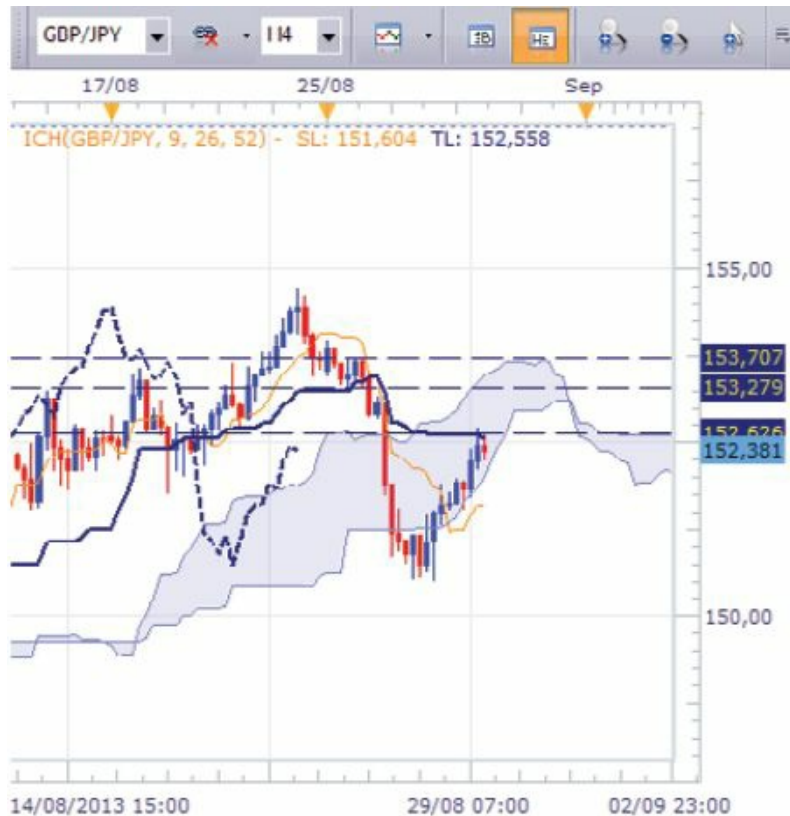 GBP/JPY H4
17/08 25/08 Sep
ICH(GBP/JPY, 9, 26, 52) - SL: 151,604 TL: 152,558
155,00
153,707
153,279
152,626
152,381
150,00
14/08/2013 15:00 29/08 07:00 02/09 23:00